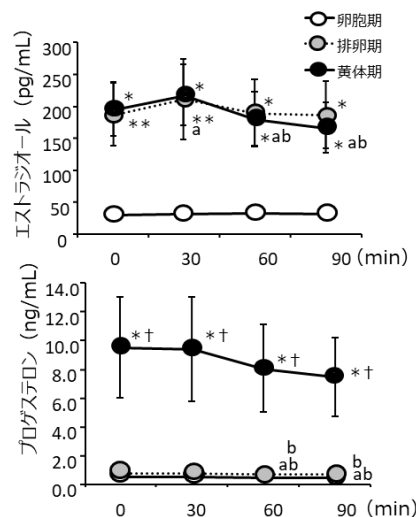 卵胞期
排卵期
黄体期
エストラジオール (pg/mL)
300
250
200
150
100
50
0
* * * *
** ** *ab *ab
a
0 30 60 90 (min)
プロゲステロン (ng/mL)
14.0
12.0
10.0
8.0
6.0
4.0
2.0
0.0
*† *† *† *†
b b
ab ab
0 30 60 90 (min)